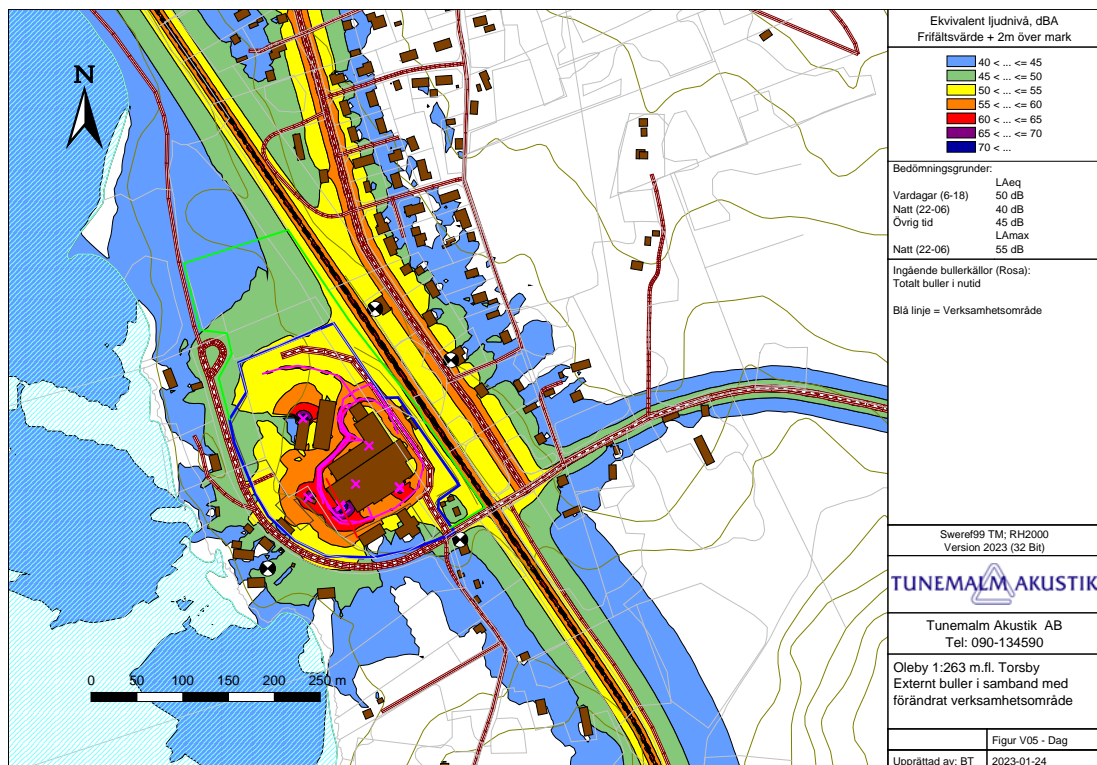 N
0 50 100 150 200 250 m
Ekvivalent ljudnivå, dBA
Frifältsvärde + 2m över mark
40 < ... <= 45
45 < ... <= 50
50 < ... <= 55
55 < ... <= 60
60 < ... <= 65
65 < ... <= 70
70 < ...
Bedömningsgrunder:
LAeq
Vardagar (6-18) 50 dB
Natt (22-06) 40 dB
Övrig tid 45 dB
LAmax
Natt (22-06) 55 dB
Ingående bullerkällor (Rosa):
Totalt buller i nutid
Blå linje = Verksamhetsområde
Sweref99 TM; RH2000
Version 2023 (32 Bit)
TUNEMALM AKUSTIK
Tunemalm Akustik AB
Tel: 090-134590
Oleby 1:263 m.fl. Torsby
Externt buller i samband med
förändrat verksamhetsområde
Figur V05 - Dag
Upprättad av: BT 2023-01-24